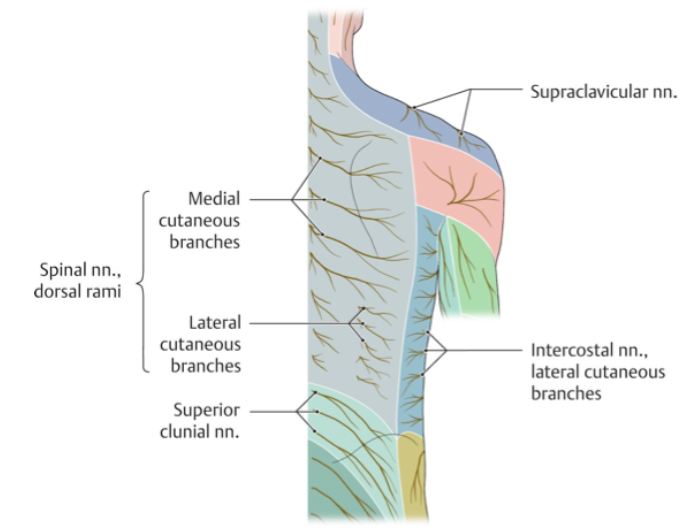 Supraclavicular nn.
Medial
cutaneous
branches
Spinal nn.,
dorsal rami
Lateral
cutaneous
branches
Intercostal nn.,
lateral cutaneous
branches
Superior
clunial nn.